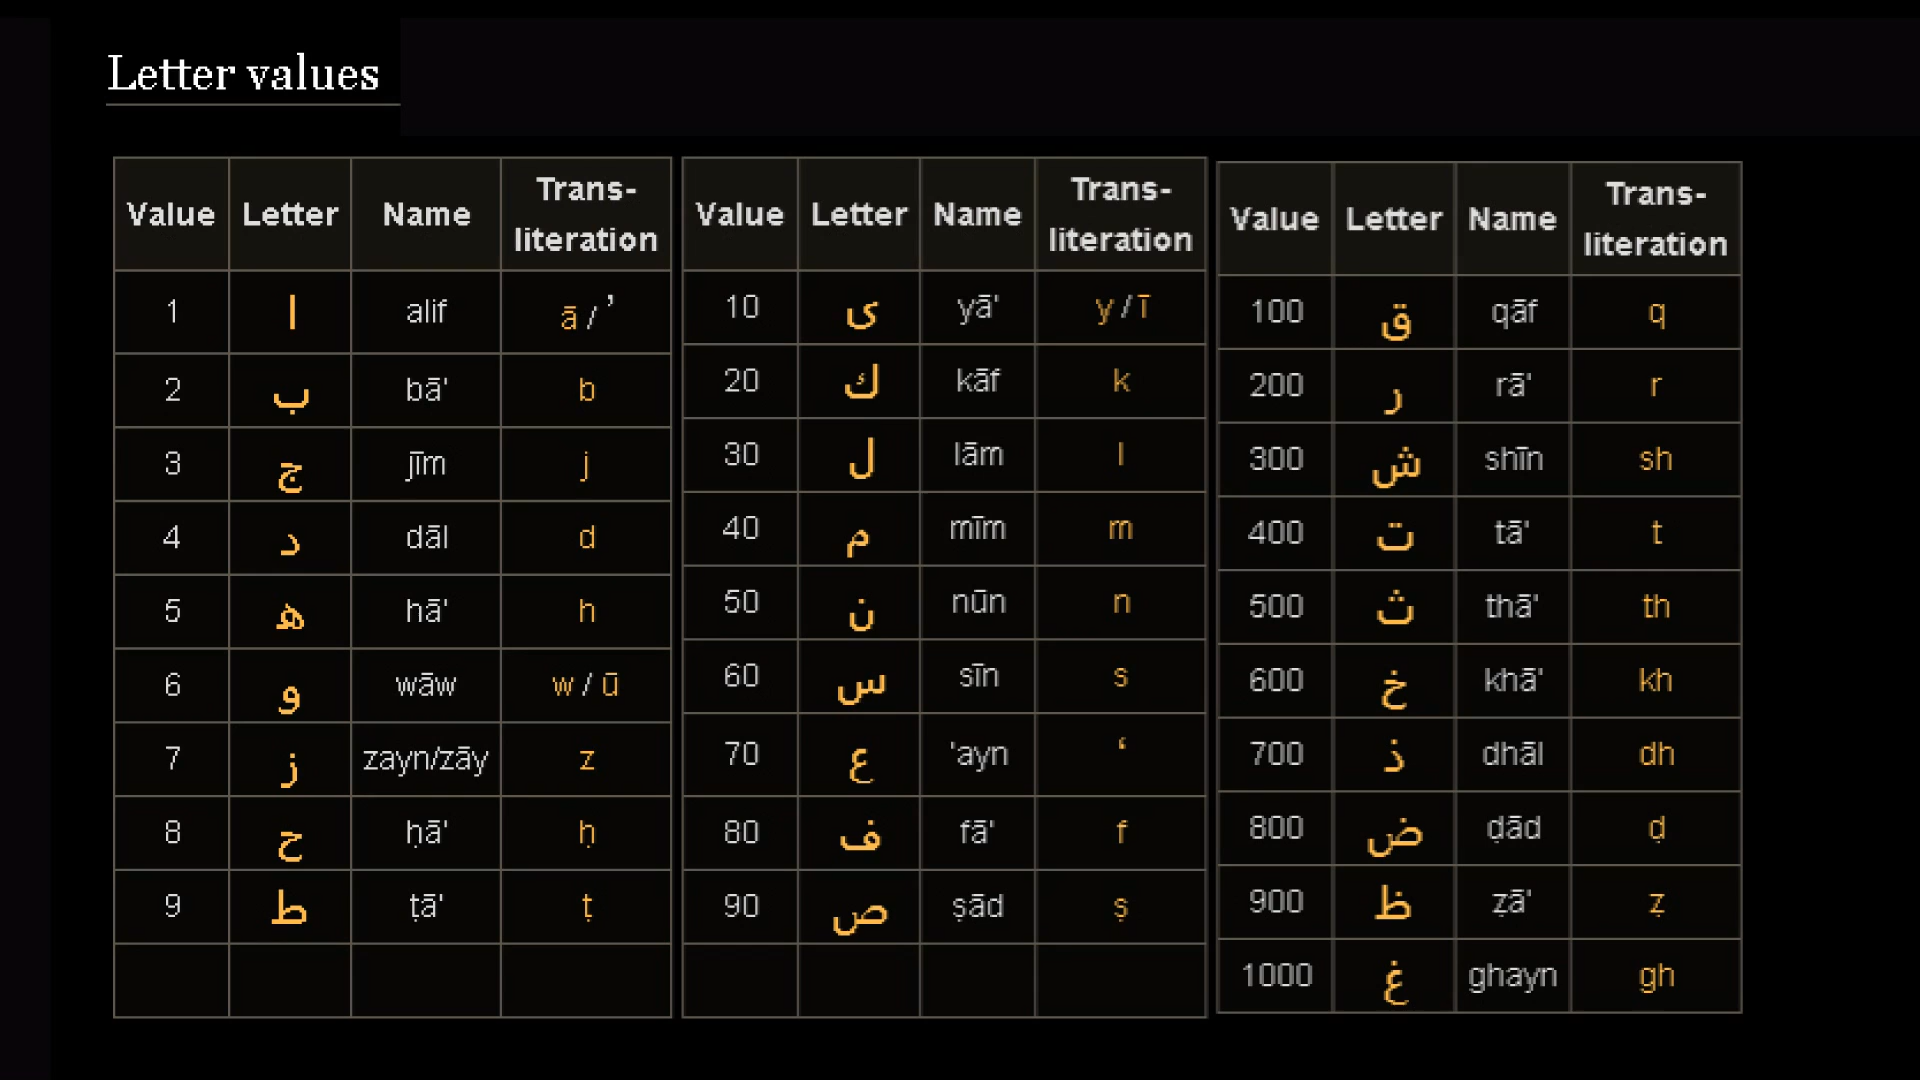 Letter values
Value Letter Name Trans-
literation
1 ا alif ā / ’
2 ب bā' b
3 ج jīm j
4 د dāl d
5 ه hā' h
6 و wāw w / ū
7 ز zayn/zāy z
8 ح ḥā' ḥ
9 ط ṭā' ṭ
Value Letter Name Trans-
literation
10 ى yā' y / ī
20 ك kāf k
30 ل lām l
40 م mīm m
50 ن nūn n
60 س sīn s
70 ع 'ayn ‘
80 ف fā' f
90 ص ṣād ṣ
Value Letter Name Trans-
literation
100 ق qāf q
200 ر rā' r
300 ش shīn sh
400 ت tā' t
500 ث thā' th
600 خ khā' kh
700 ذ dhāl dh
800 ض ḍād ḍ
900 ظ ẓā' ẓ
1000 غ ghayn gh